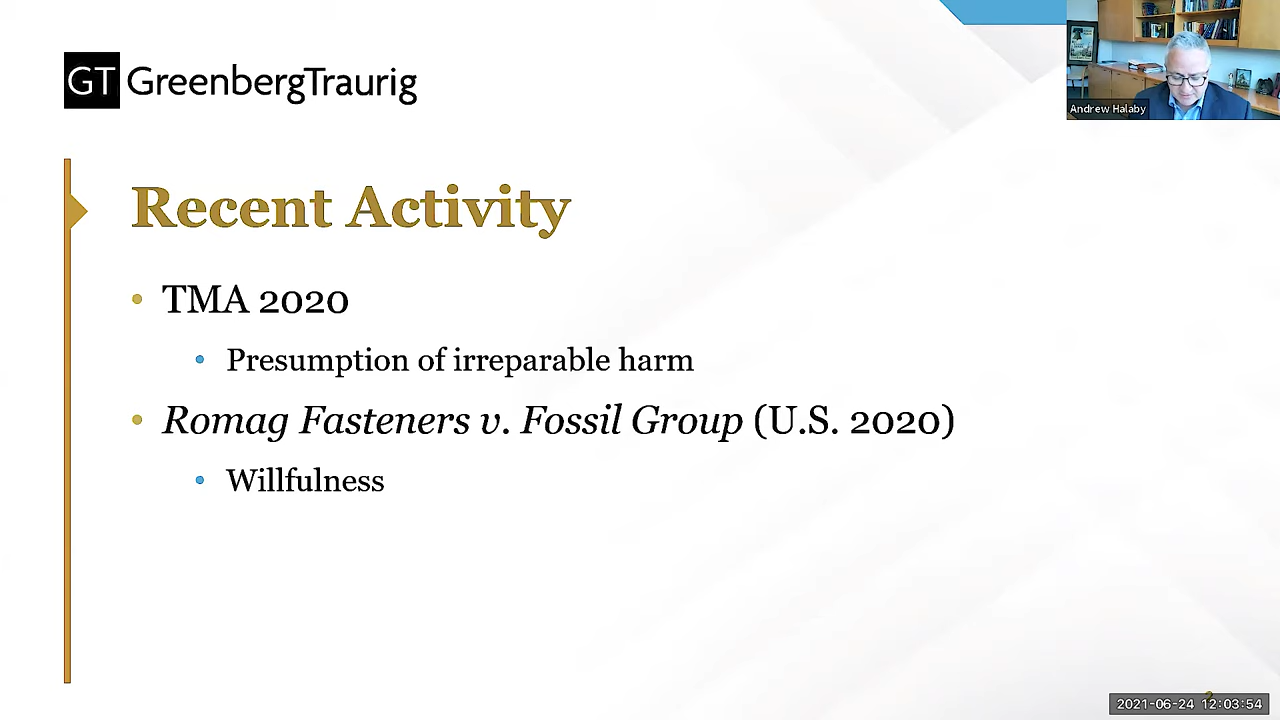 GT GreenbergTraurig
Andrew Halaby
Recent Activity
• TMA 2020
• Presumption of irreparable harm
• Romag Fasteners v. Fossil Group (U.S. 2020)
• Willfulness
2
2021-06-24 12:03:54